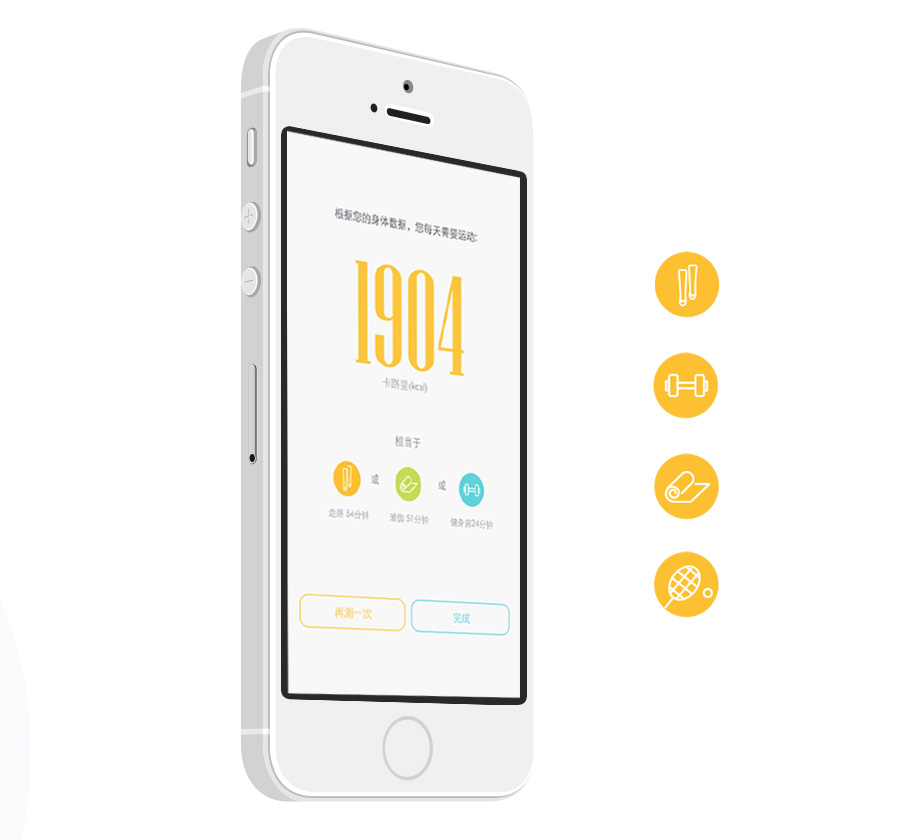 根据您的身体数据，您每天需要运动:
1904
卡路里(kcal)
相当于
或 或
走路 54分钟 瑜伽 51分钟 健身房24分钟
再测一次 完成